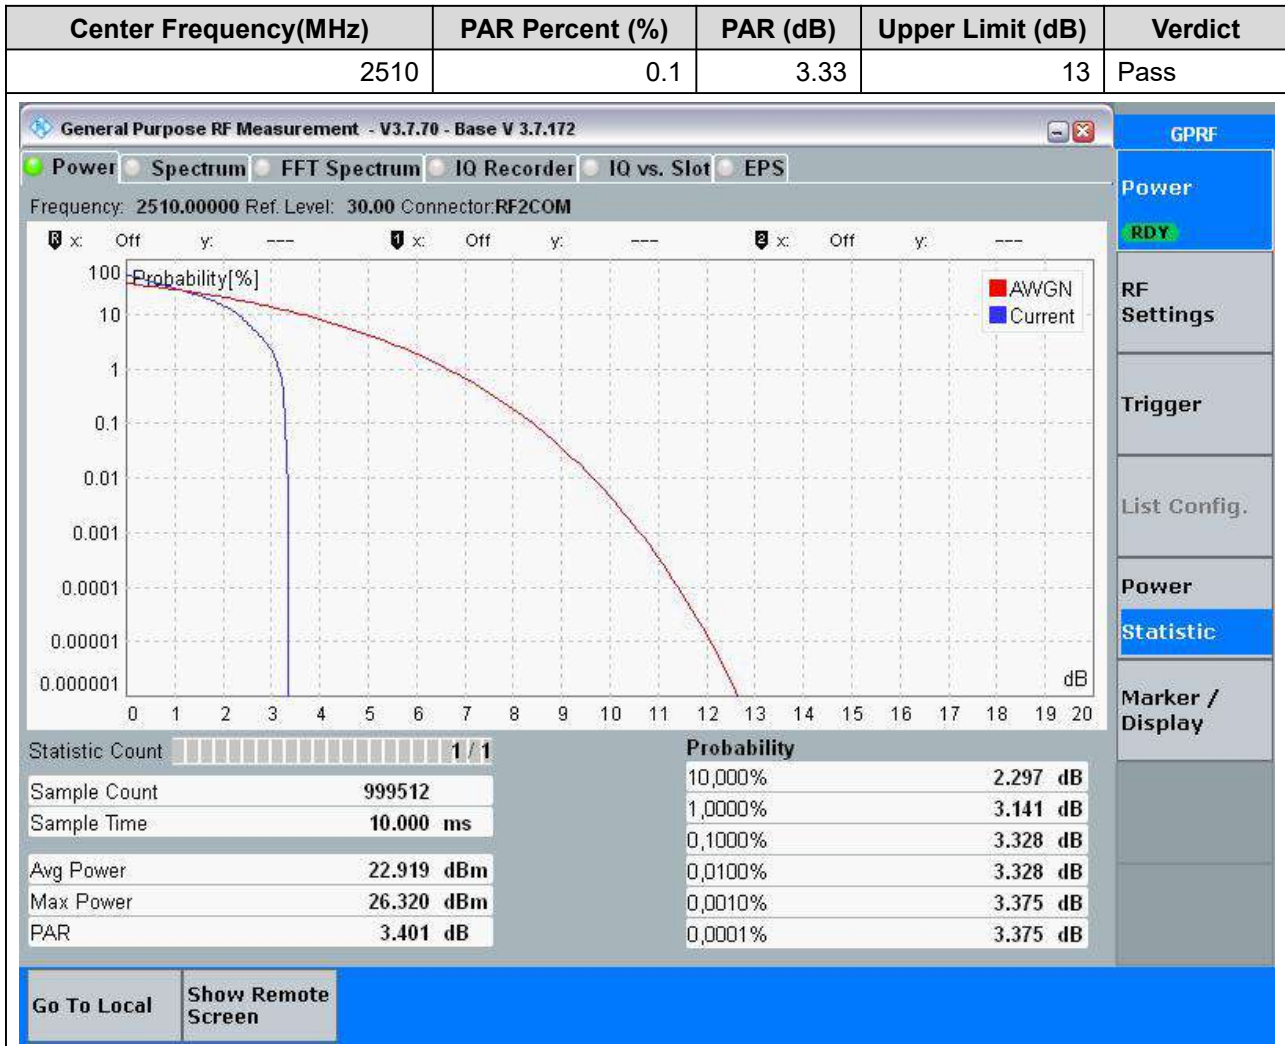 Center Frequency(MHz) PAR Percent (%) PAR (dB) Upper Limit (dB) Verdict
2510 0.1 3.33 13 Pass
General Purpose RF Measurement - V3.7.70 - Base V 3.7.172
GPRF
Power Spectrum FFT Spectrum IQ Recorder IQ vs. Slot EPS
Frequency: 2510.00000 Ref. Level: 30.00 Connector:RF2COM
R x: Off y: --- 1 x: Off y: --- 2 x: Off y: ---
Probability[%]
100
10
1
0.1
0.01
0.001
0.0001
0.00001
0.000001
AWGN
Current
dB
0 1 2 3 4 5 6 7 8 9 10 11 12 13 14 15 16 17 18 19 20
Statistic Count 1 / 1
Sample Count 999512
Sample Time 10.000 ms
Avg Power 22.919 dBm
Max Power 26.320 dBm
PAR 3.401 dB
Probability
10,000% 2.297 dB
1,0000% 3.141 dB
0,1000% 3.328 dB
0,0100% 3.328 dB
0,0010% 3.375 dB
0,0001% 3.375 dB
Power
RDY
RF
Settings
Trigger
List Config.
Power
Statistic
Marker /
Display
Go To Local
Show Remote
Screen